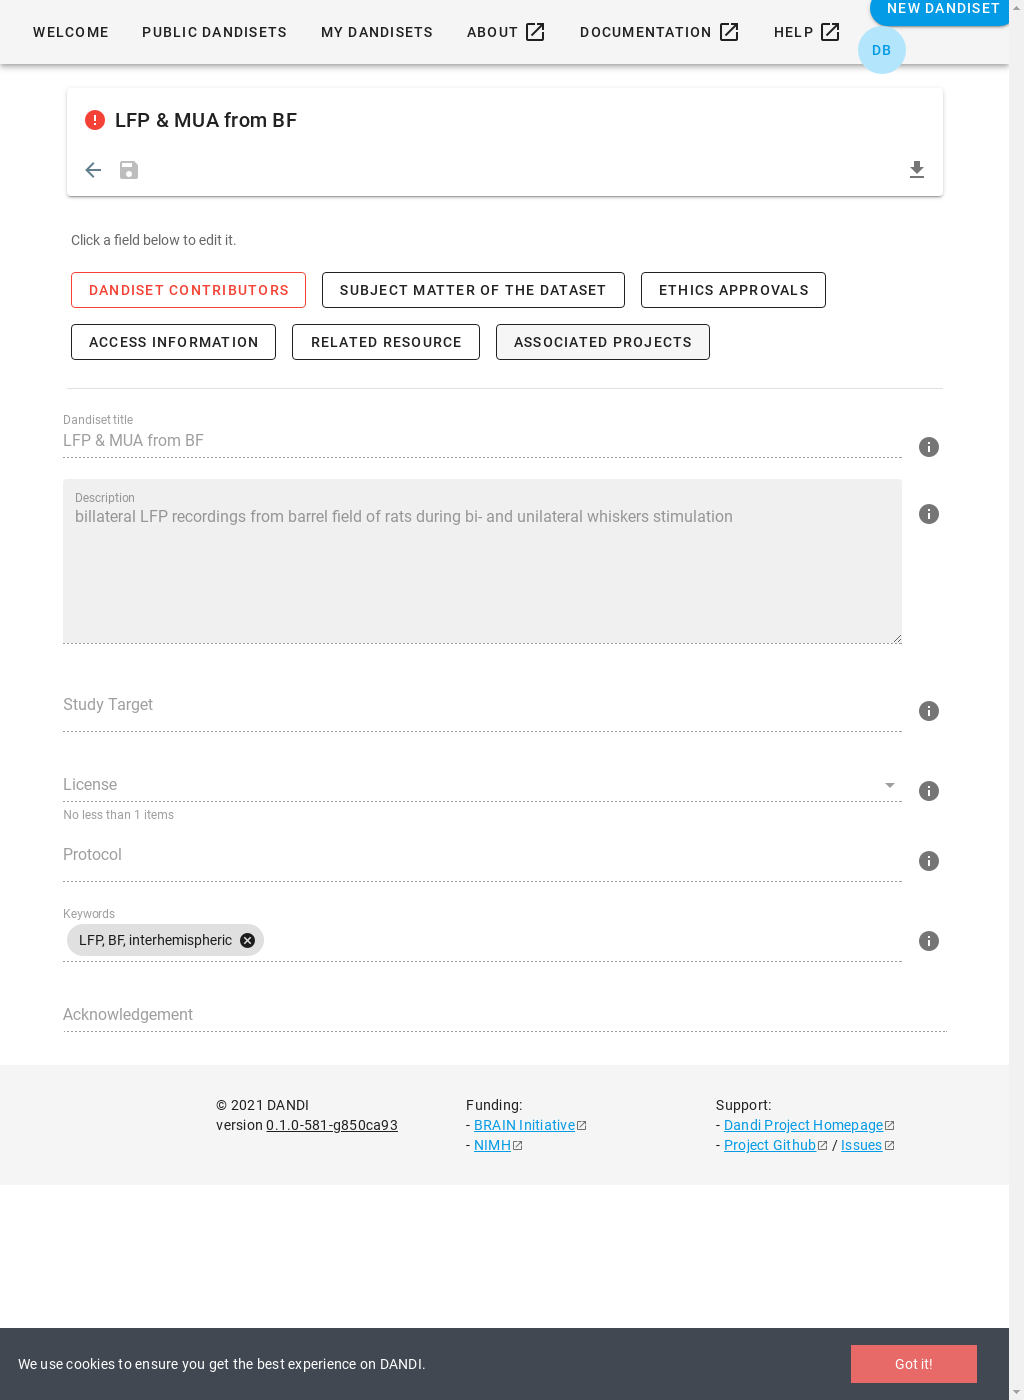 NEW DANDISET
WELCOME PUBLIC DANDISETS MY DANDISETS ABOUT DOCUMENTATION HELP
DB
LFP & MUA from BF
Click a field below to edit it.
DANDISET CONTRIBUTORS SUBJECT MATTER OF THE DATASET ETHICS APPROVALS
ACCESS INFORMATION RELATED RESOURCE ASSOCIATED PROJECTS
Dandiset title
LFP & MUA from BF
Description
billateral LFP recordings from barrel field of rats during bi- and unilateral whiskers stimulation
Study Target
License
No less than 1 items
Protocol
Keywords
LFP, BF, interhemispheric
Acknowledgement
© 2021 DANDI
version 0.1.0-581-g850ca93
Funding:
- BRAIN Initiative
- NIMH
Support:
- Dandi Project Homepage
- Project Github / Issues
We use cookies to ensure you get the best experience on DANDI.
Got it!